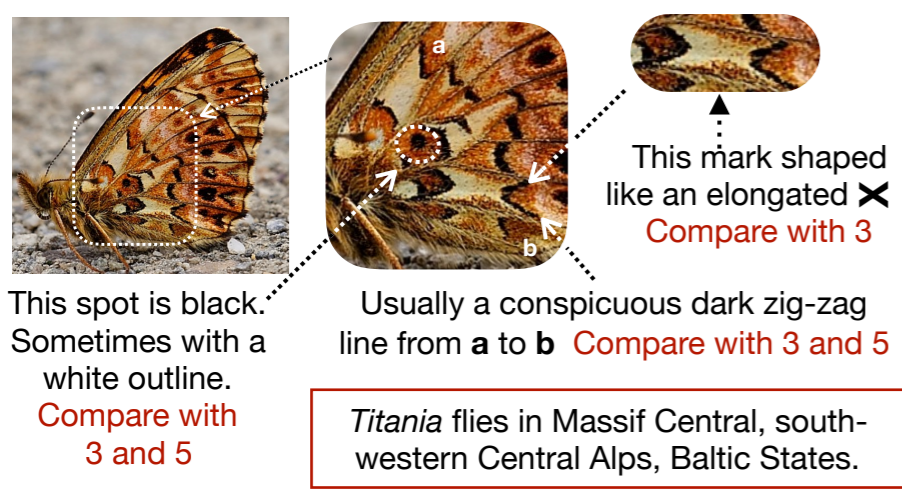 a
b
This mark shaped
like an elongated ✗
Compare with 3
This spot is black.
Sometimes with a
white outline.
Compare with
3 and 5
Usually a conspicuous dark zig-zag
line from a to b Compare with 3 and 5
Titania flies in Massif Central, south-
western Central Alps, Baltic States.